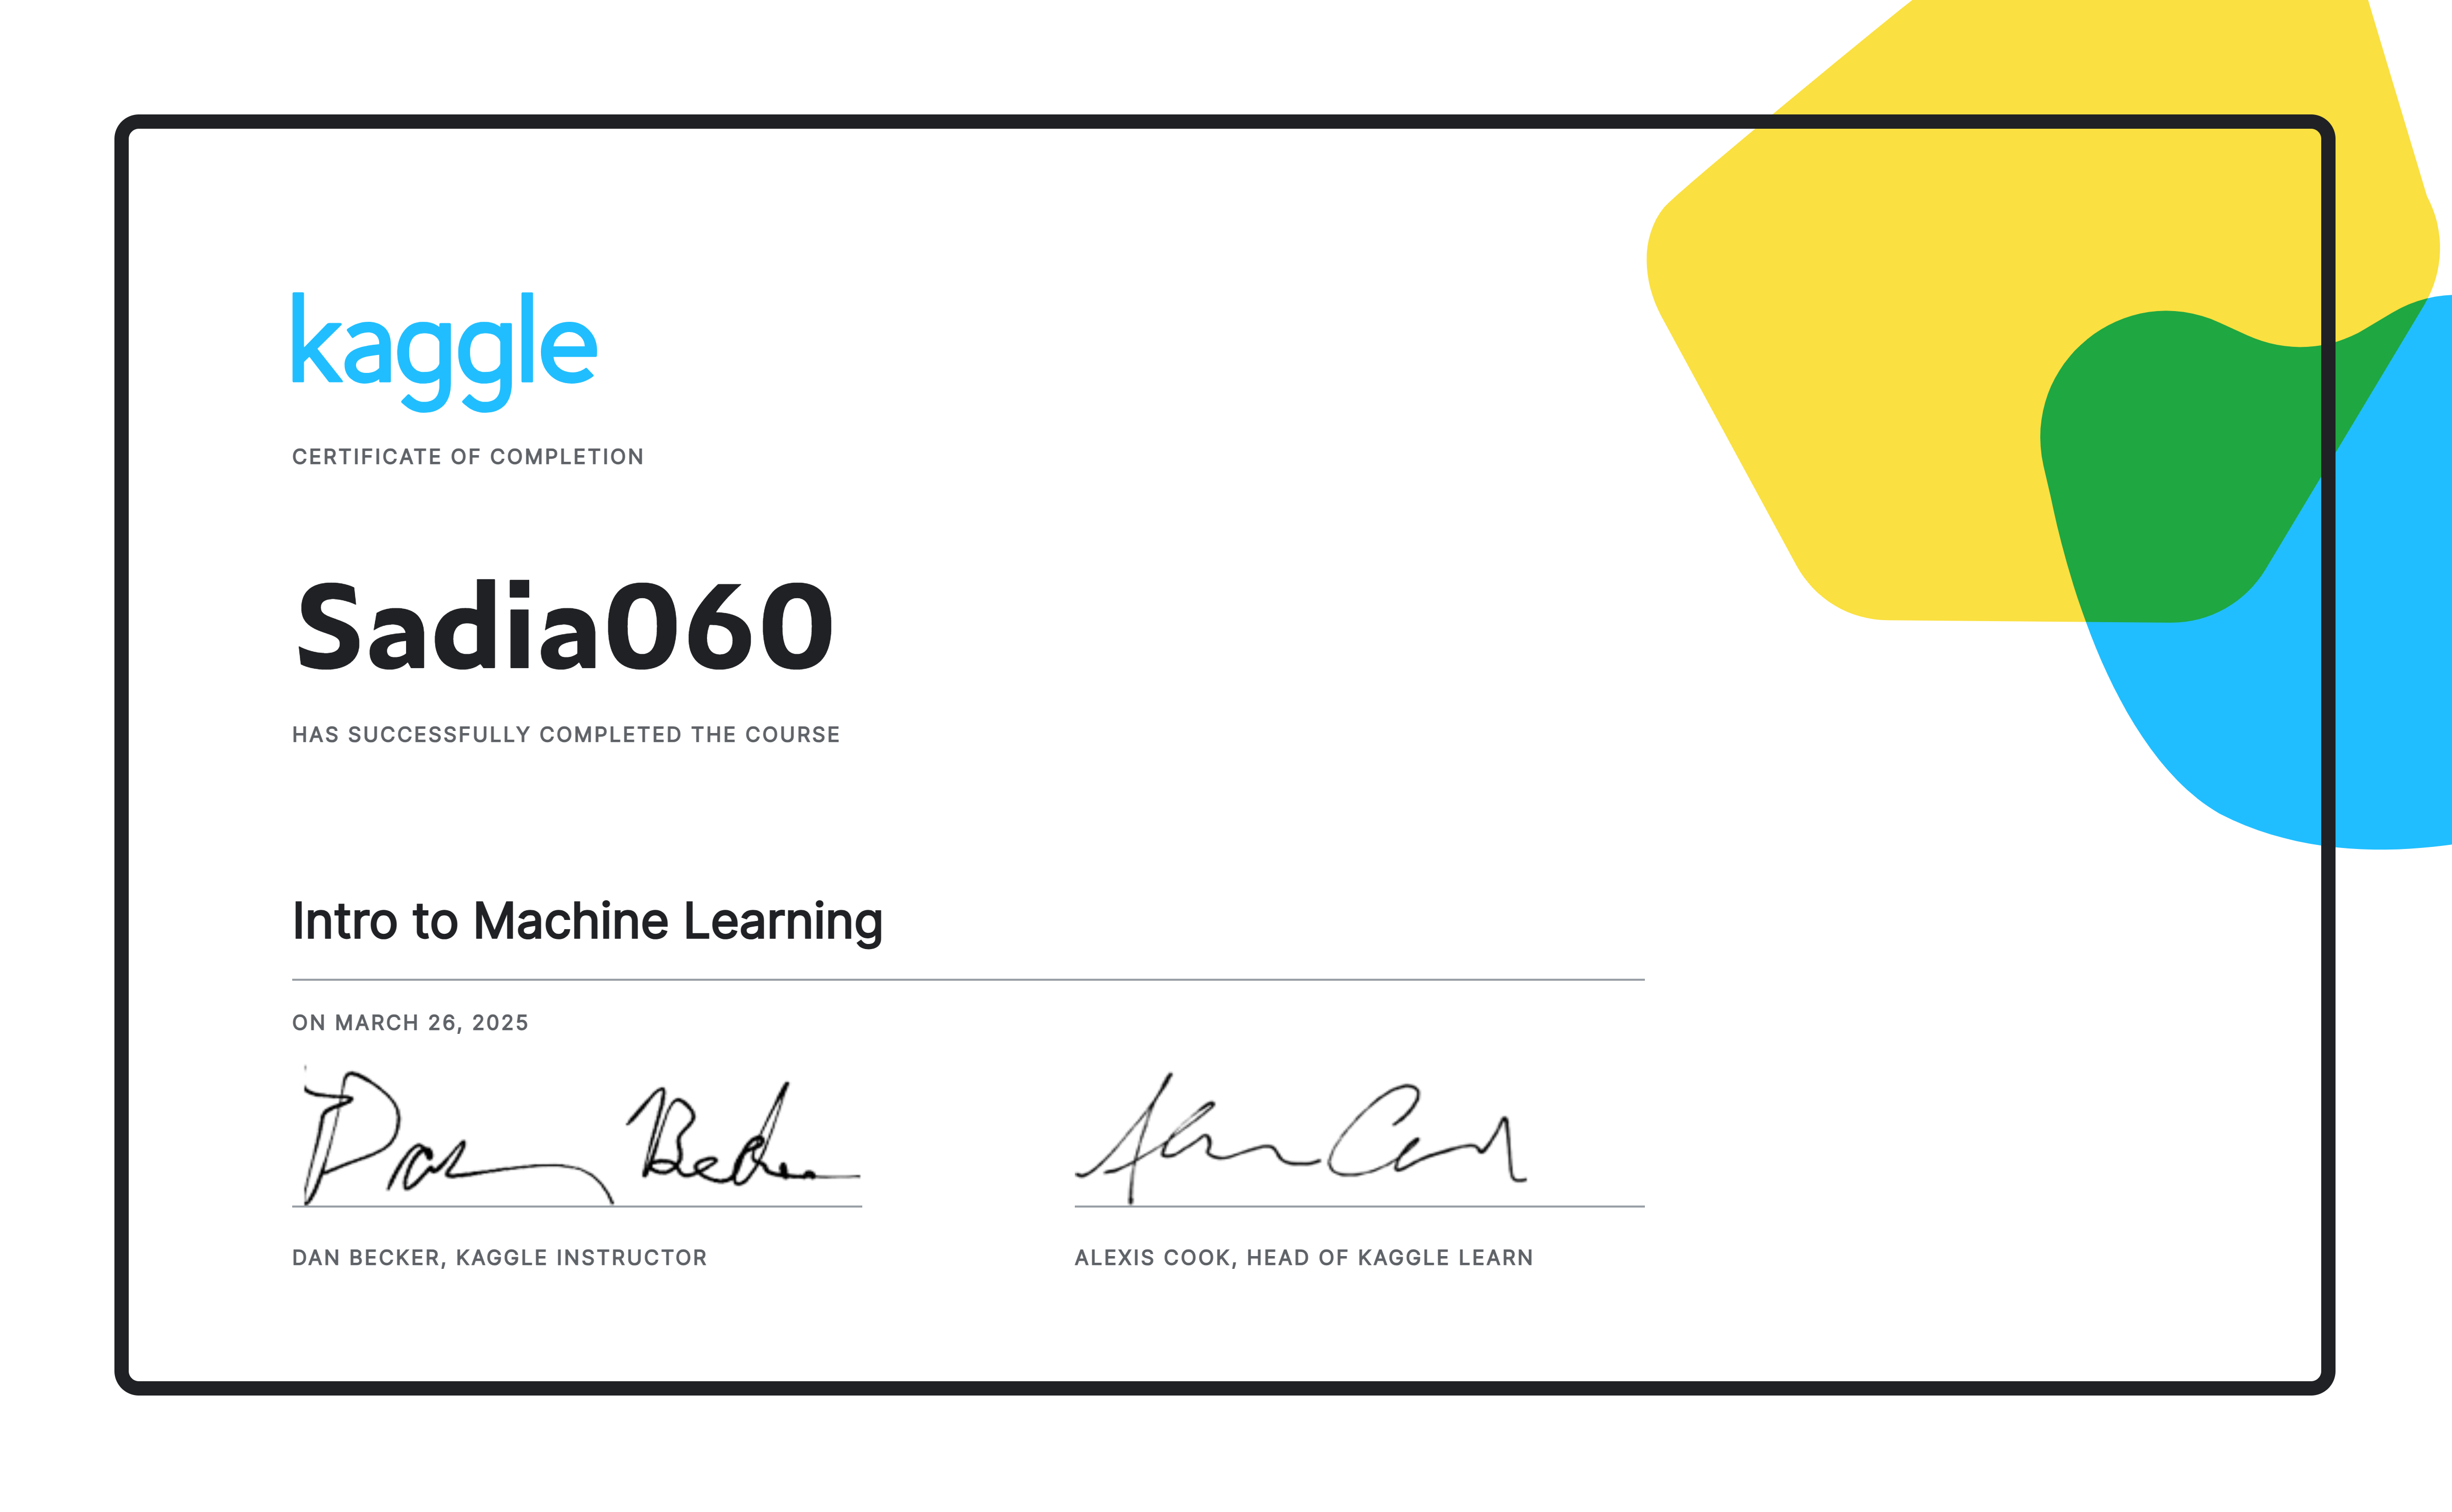 kaggle
CERTIFICATE OF COMPLETION
Sadia060
HAS SUCCESSFULLY COMPLETED THE COURSE
Intro to Machine Learning
ON MARCH 26, 2025
Dan Becker
Alexis Cook
DAN BECKER, KAGGLE INSTRUCTOR
ALEXIS COOK, HEAD OF KAGGLE LEARN